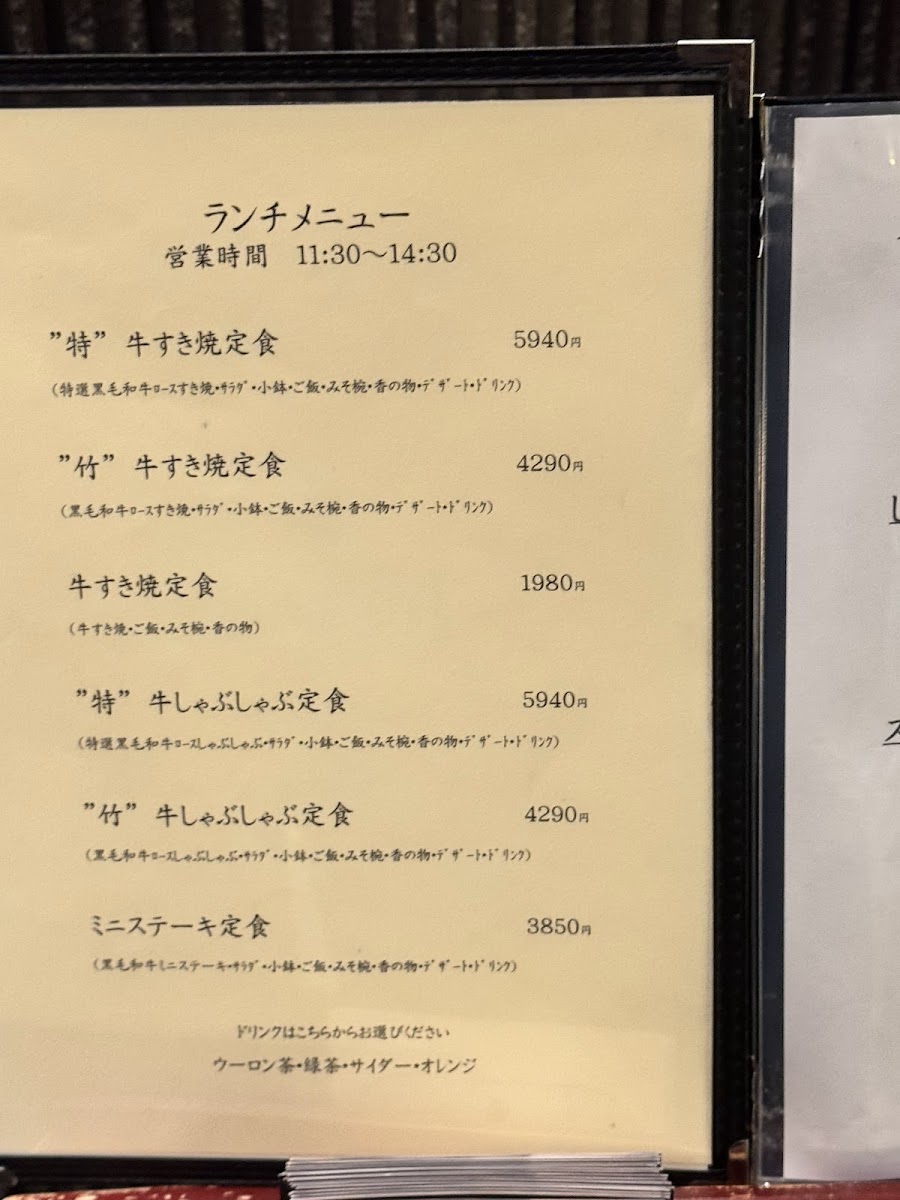 ランチメニュー
営業時間　11:30～14:30
”特” 牛すき焼定食　5940円
（特選黒毛和牛ﾛｰｽすき焼・ｻﾗﾀﾞ・小鉢・ご飯・みそ椀・香の物・ﾃﾞｻﾞｰﾄ・ﾄﾞﾘﾝｸ）
”竹” 牛すき焼定食　4290円
（黒毛和牛ﾛｰｽすき焼・ｻﾗﾀﾞ・小鉢・ご飯・みそ椀・香の物・ﾃﾞｻﾞｰﾄ・ﾄﾞﾘﾝｸ）
牛すき焼定食　1980円
（牛すき焼・ご飯・みそ椀・香の物）
”特” 牛しゃぶしゃぶ定食　5940円
（特選黒毛和牛ﾛｰｽしゃぶしゃぶ・ｻﾗﾀﾞ・小鉢・ご飯・みそ椀・香の物・ﾃﾞｻﾞｰﾄ・ﾄﾞﾘﾝｸ）
”竹” 牛しゃぶしゃぶ定食　4290円
（黒毛和牛ﾛｰｽしゃぶしゃぶ・ｻﾗﾀﾞ・小鉢・ご飯・みそ椀・香の物・ﾃﾞｻﾞｰﾄ・ﾄﾞﾘﾝｸ）
ミニステーキ定食　3850円
（黒毛和牛ミニステーキ・ｻﾗﾀﾞ・小鉢・ご飯・みそ椀・香の物・ﾃﾞｻﾞｰﾄ・ﾄﾞﾘﾝｸ）
ドリンクはこちらからお選びください
ウーロン茶・緑茶・サイダー・オレンジ